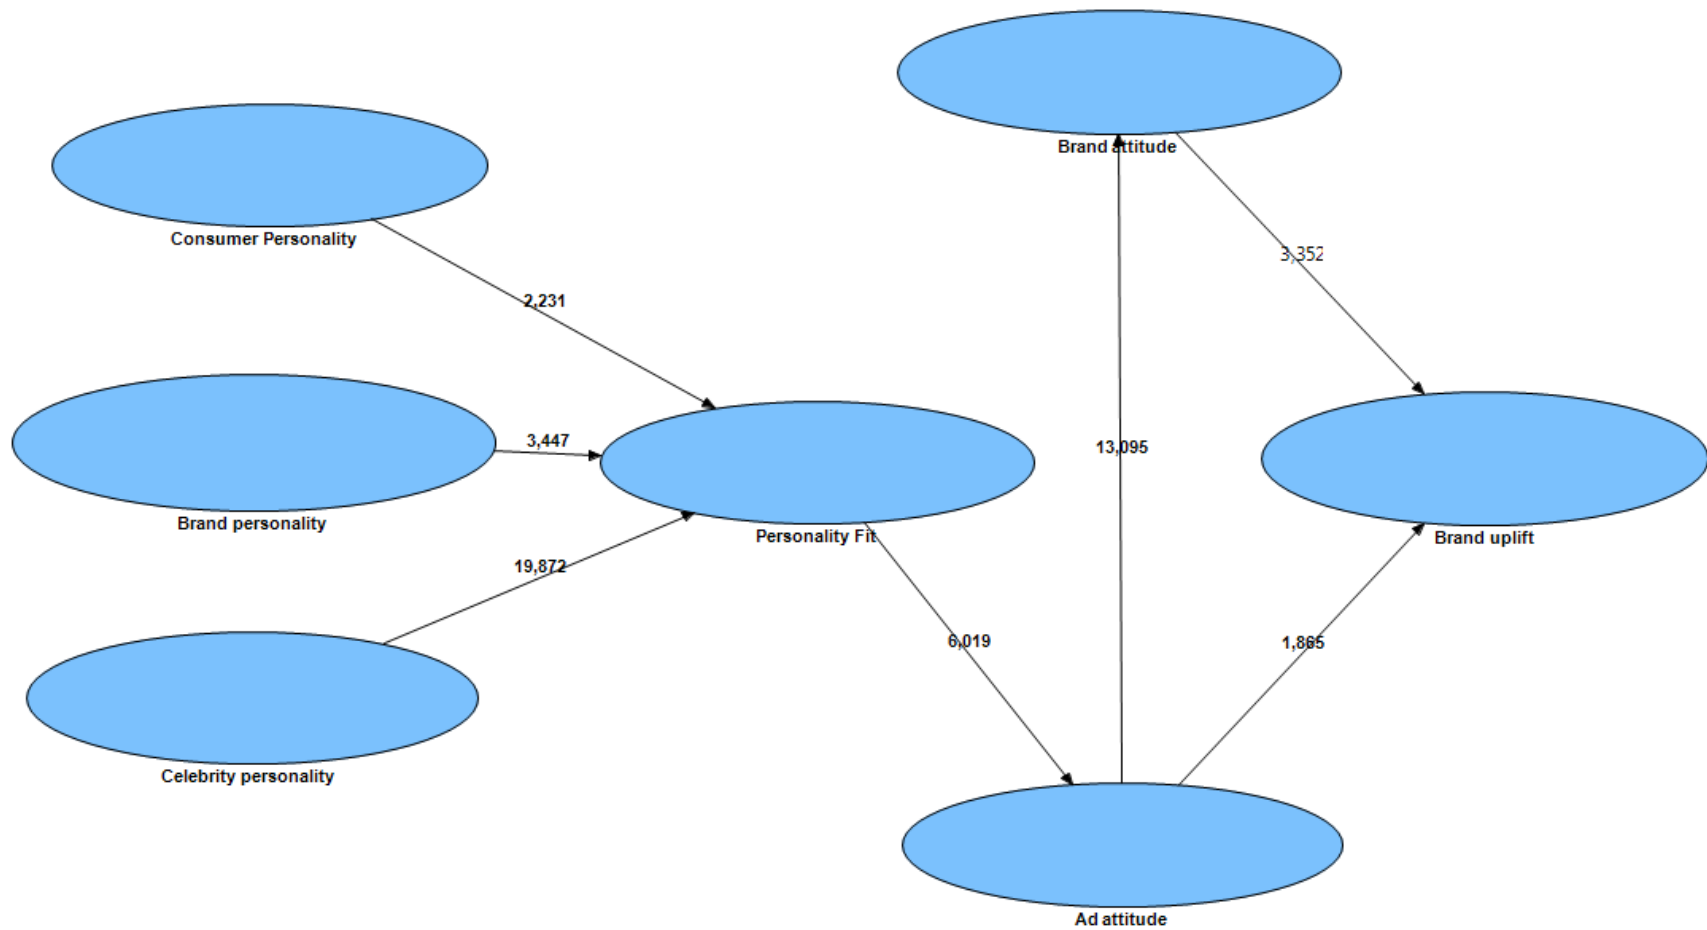 Brand attitude
Consumer Personality
3,352
2,231
3,447
13,095
Brand personality
Personality Fit
Brand uplift
19,872
6,019
1,865
Celebrity personality
Ad attitude